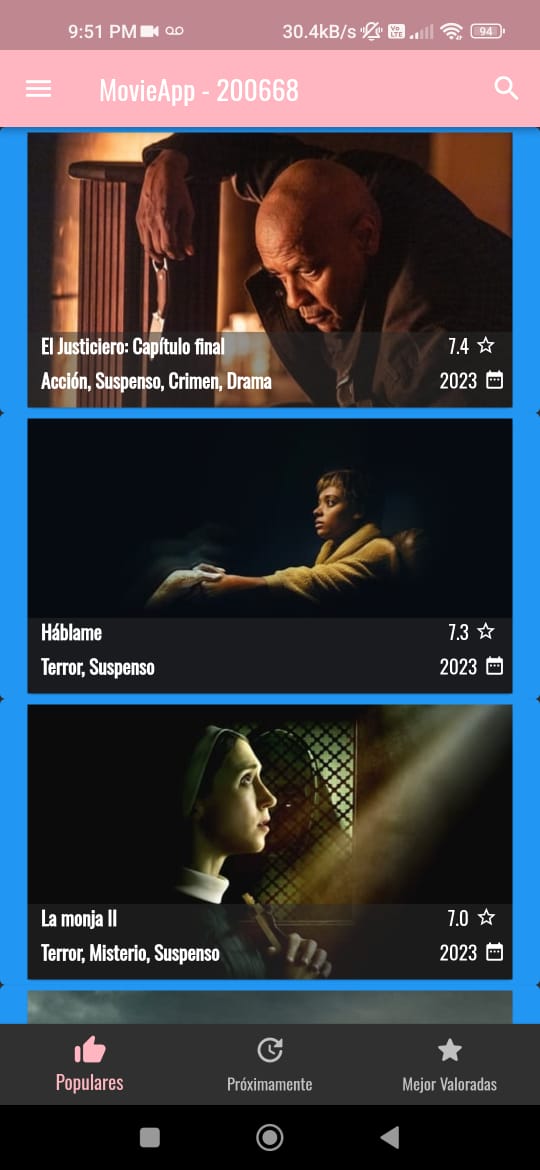 9:51 PM
30.4kB/s Vo LTE 94
MovieApp - 200668
El Justiciero: Capítulo final 7.4
Acción, Suspenso, Crimen, Drama 2023
Háblame 7.3
Terror, Suspenso 2023
La monja II 7.0
Terror, Misterio, Suspenso 2023
Populares Próximamente Mejor Valoradas